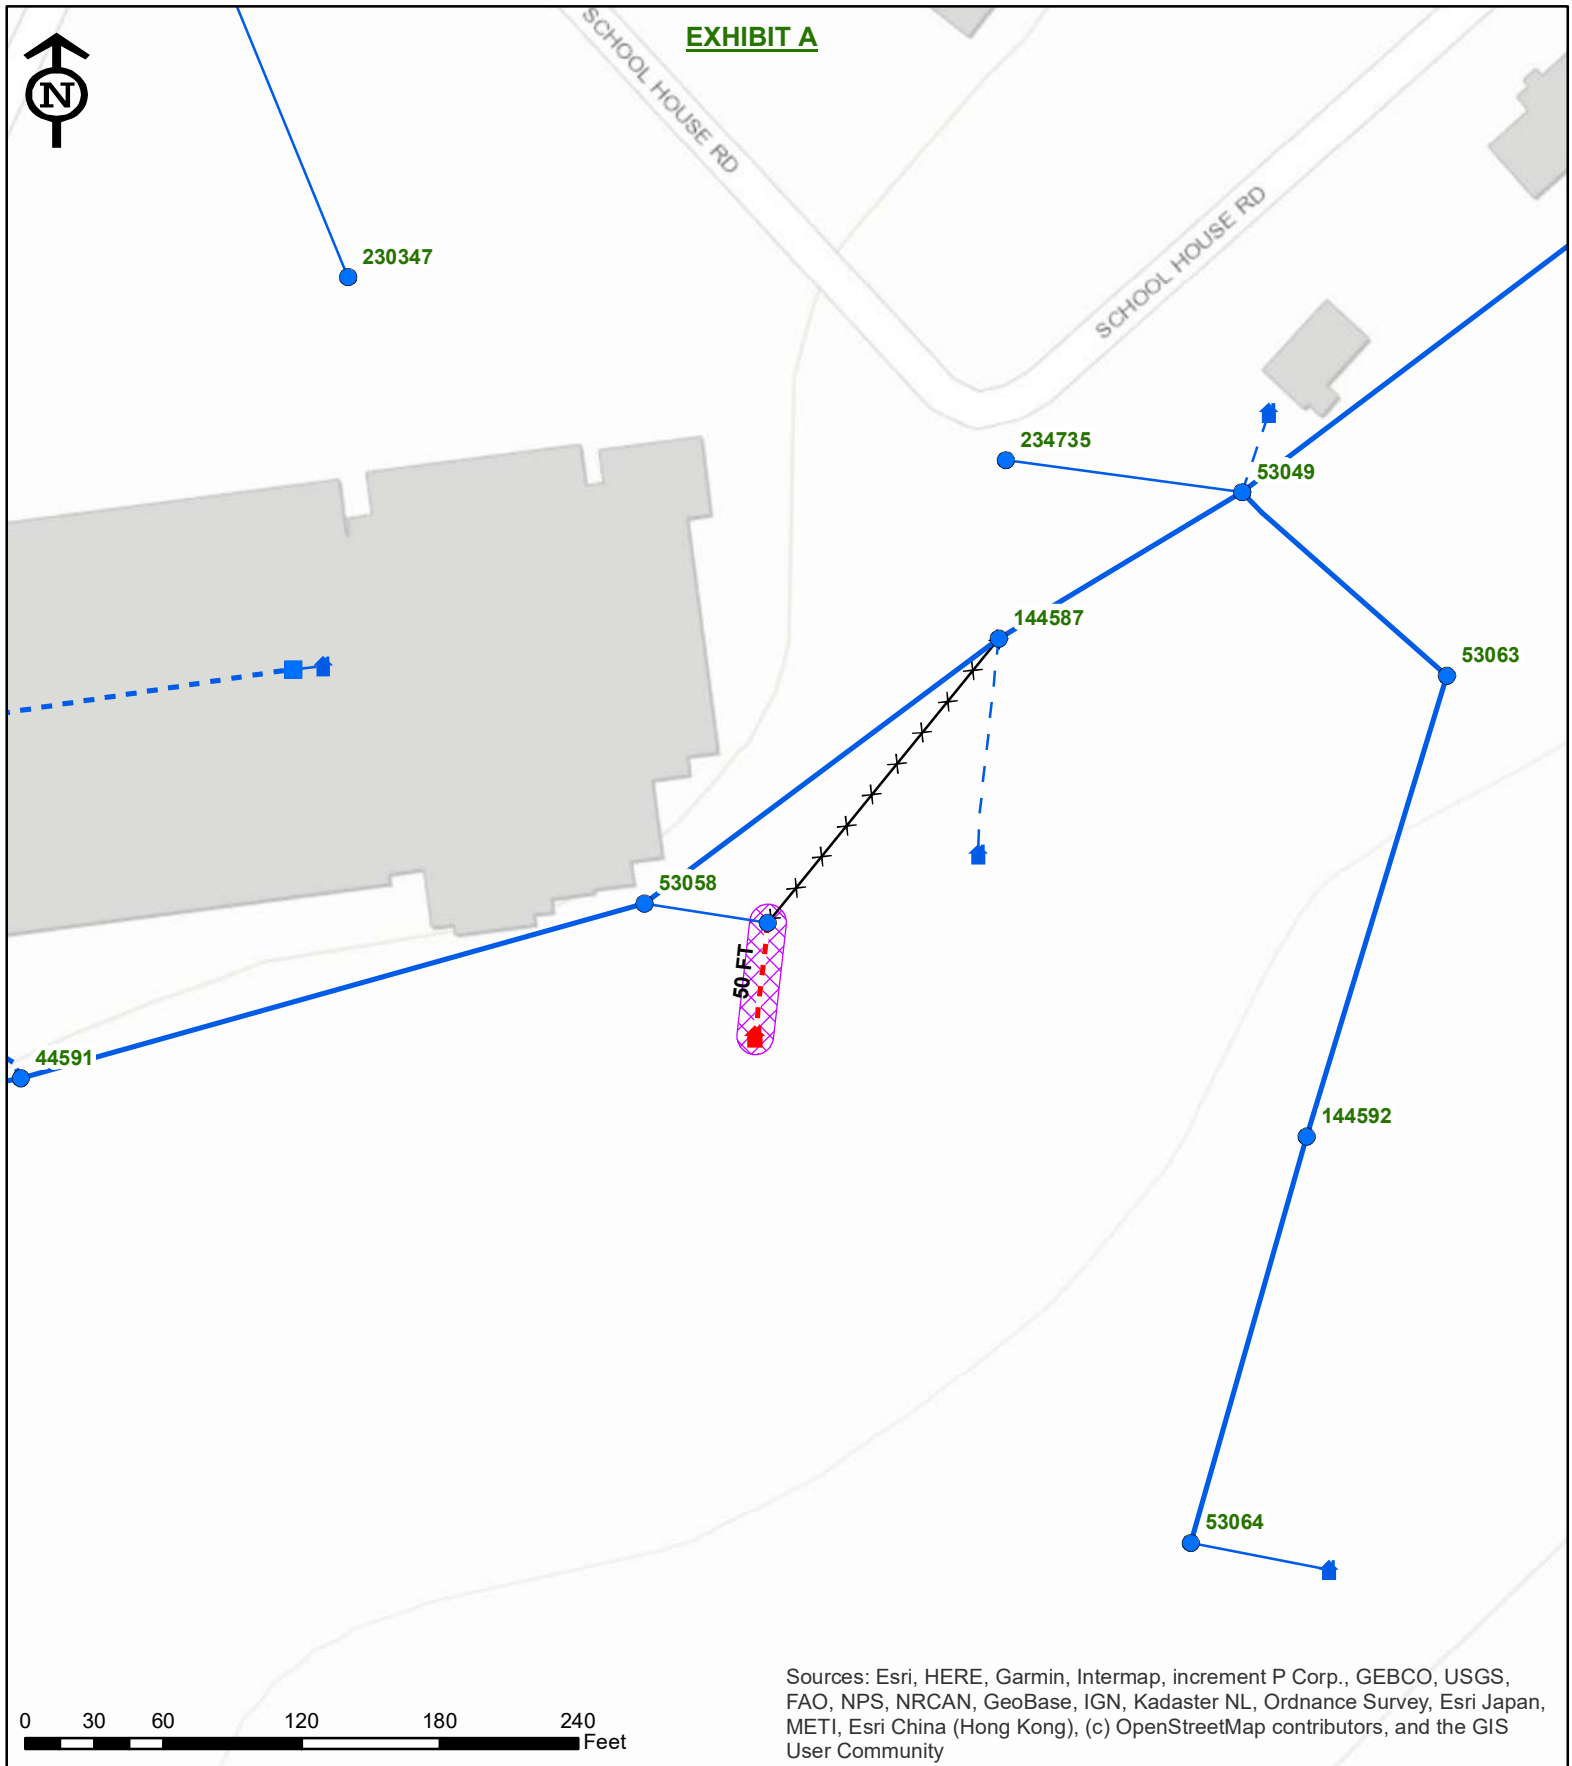 EXHIBIT A
N
SCHOOL HOUSE RD
SCHOOL HOUSE RD
230347
234735
53049
144587
53063
53058
50 FT
44591
144592
53064
Sources: Esri, HERE, Garmin, Intermap, increment P Corp., GEBCO, USGS,
FAO, NPS, NRCAN, GeoBase, IGN, Kadaster NL, Ordnance Survey, Esri Japan,
METI, Esri China (Hong Kong), (c) OpenStreetMap contributors, and the GIS
User Community
0 30 60 120 180 240
Feet